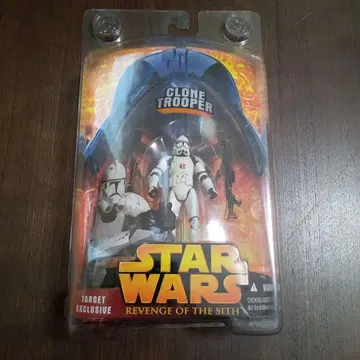 CLONE
TROOPER
STAR
WARS
REVENGE OF THE SITH
TARGET
EXCLUSIVE